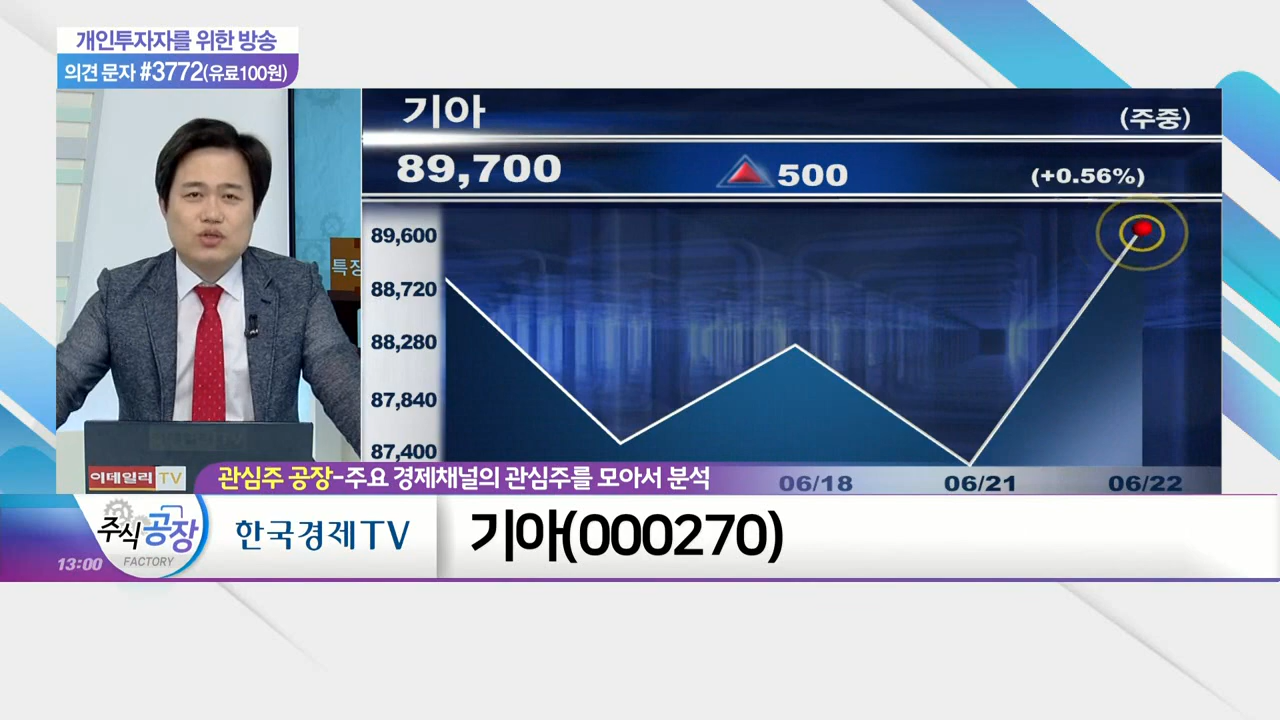 개인투자자를 위한 방송
의견 문자 #3772(유료100원)
기아
(주중)
89,700
500
(+0.56%)
89,600
88,720
88,280
87,840
87,400
06/18
06/21
06/22
특징
이데일리 TV
관심주 공장-주요 경제채널의 관심주를 모아서 분석
주식공장
FACTORY
13:00
한국경제TV
기아(000270)